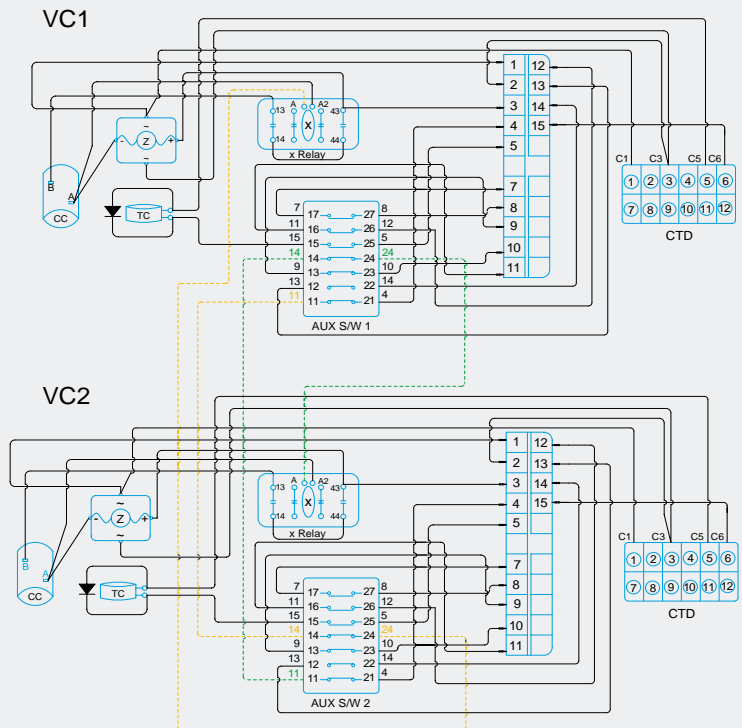 VC1
1 12
2 13
3 14
4 15
5
7
8
9
10
11
~
- Z +
~
B
A
CC
TC
13 A A2 43
X
14 44
x Relay
C1 C3 C5 C6
1 2 3 4 5 6
7 8 9 10 11 12
CTD
7 17 27 8
11 16 26 12
15 15 25 5
14 14 24 24
9 13 23 10
13 12 22 14
11 11 21 4
AUX S/W 1
VC2
1 12
2 13
3 14
4 15
5
7
8
9
10
11
~
- Z +
~
B
A
CC
TC
13 A A2 43
X
14 44
x Relay
C1 C3 C5 C6
1 2 3 4 5 6
7 8 9 10 11 12
CTD
7 17 27 8
11 16 26 12
15 15 25 5
14 14 24 24
9 13 23 10
13 12 22 14
11 11 21 4
AUX S/W 2